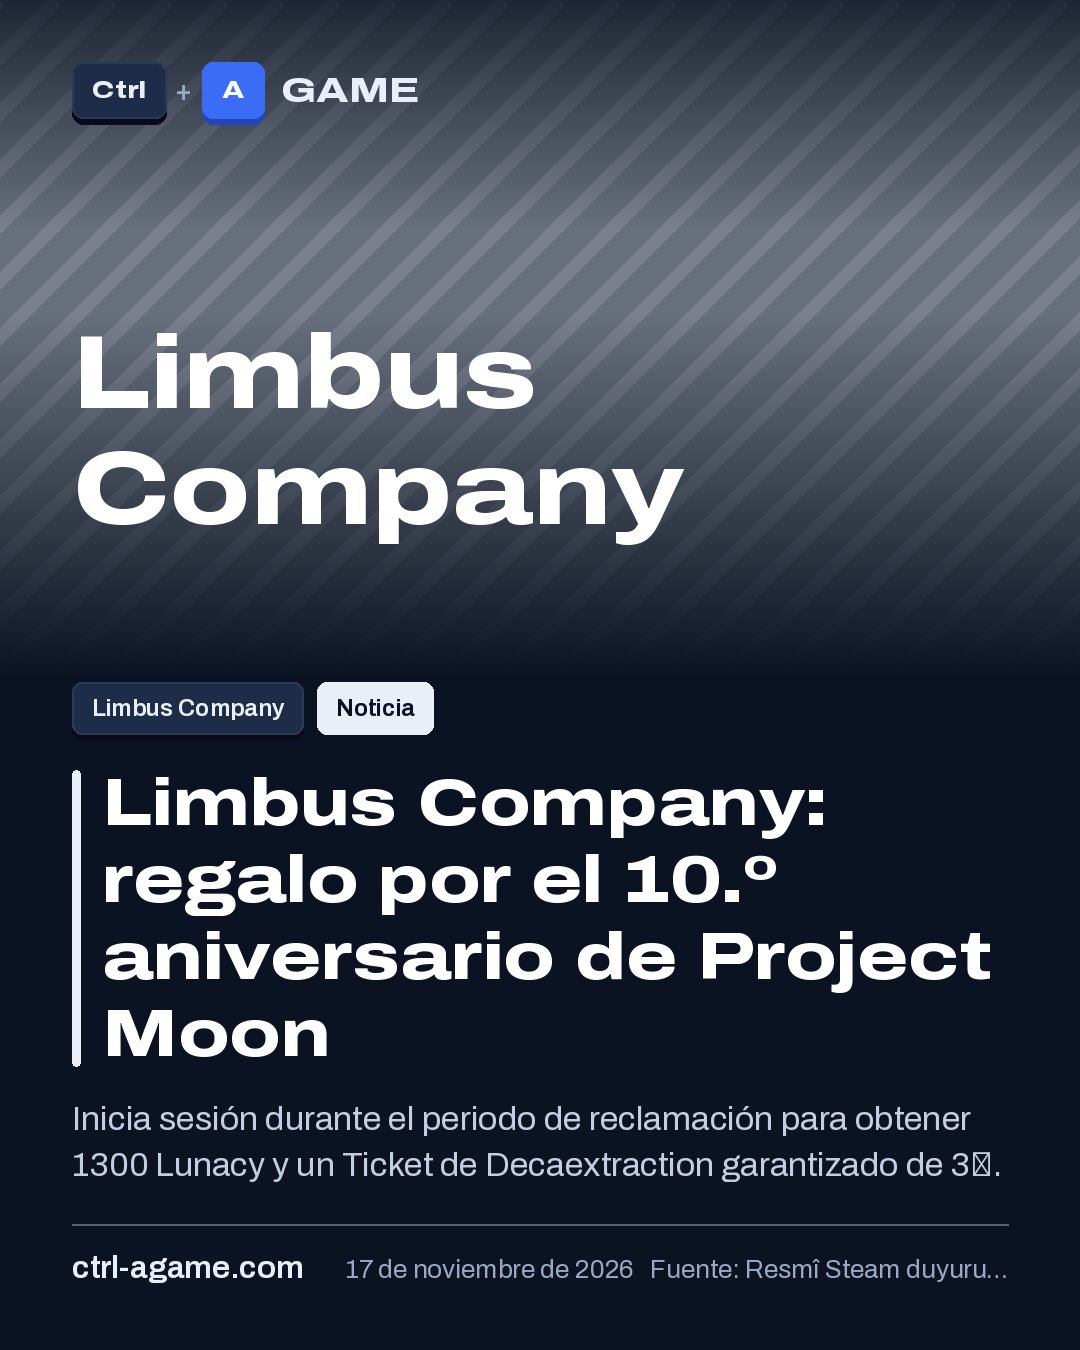 Ctrl + A GAME
Limbus
Company
Limbus Company Noticia
Limbus Company:
regalo por el 10.º
aniversario de Project
Moon
Inicia sesión durante el periodo de reclamación para obtener
1300 Lunacy y un Ticket de Decaextraction garantizado de 3.
ctrl-agame.com 17 de noviembre de 2026 Fuente: Resmî Steam duyuru…